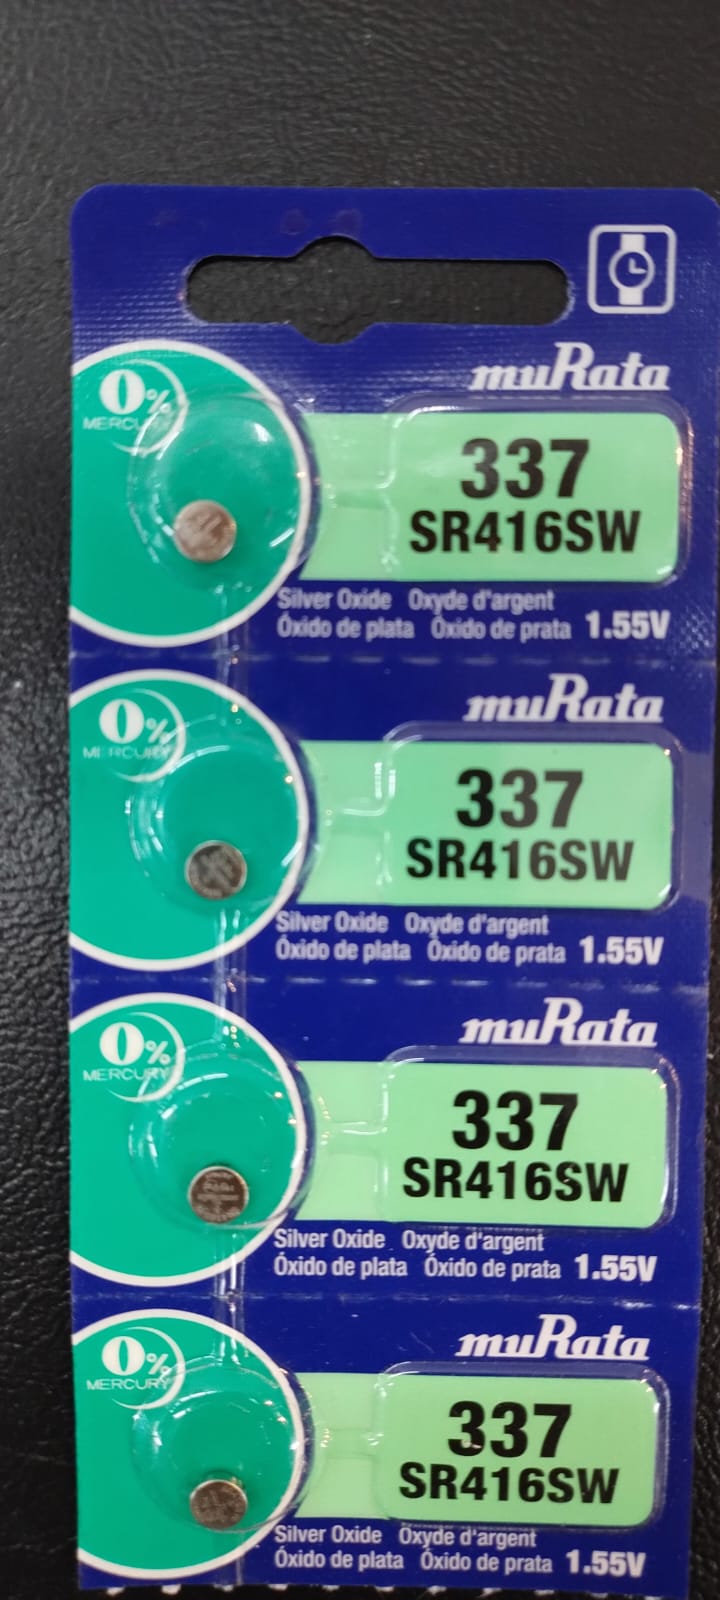 0%
MERCURY
muRata
337
SR416SW
Silver Oxide Oxyde d'argent
Óxido de plata Óxido de prata 1.55V
0%
MERCURY
muRata
337
SR416SW
Silver Oxide Oxyde d'argent
Óxido de plata Óxido de prata 1.55V
0%
MERCURY
muRata
337
SR416SW
Silver Oxide Oxyde d'argent
Óxido de plata Óxido de prata 1.55V
0%
MERCURY
muRata
337
SR416SW
Silver Oxide Oxyde d'argent
Óxido de plata Óxido de prata 1.55V